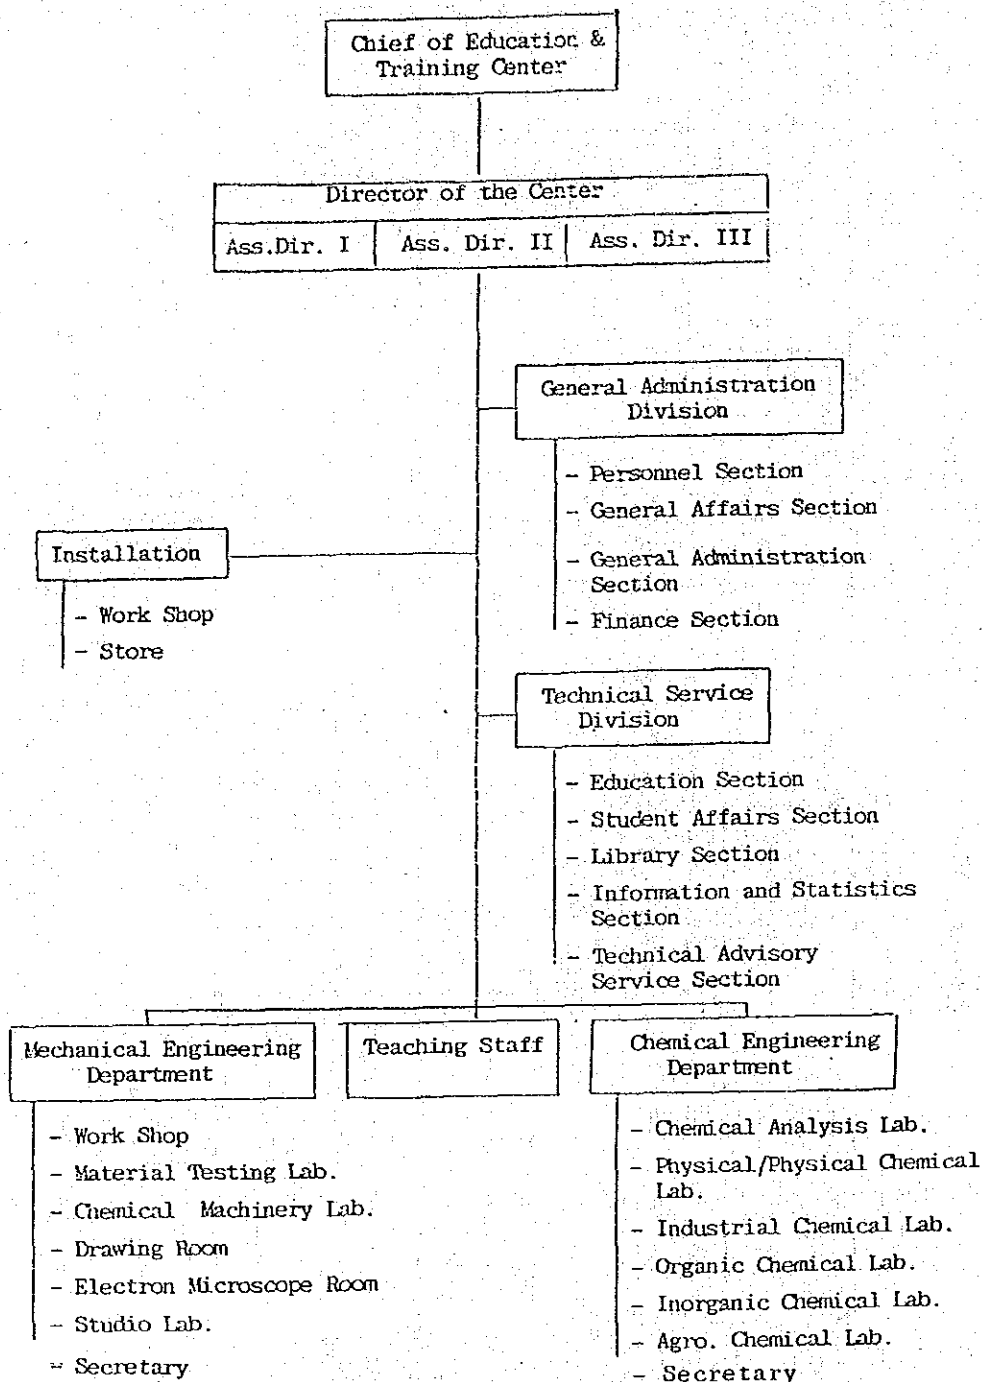 Chief of Education &
Training Center
Director of the Center
Ass.Dir. I
Ass. Dir. II
Ass. Dir. III
General Administration
Division
- Personnel Section
- General Affairs Section
- General Administration
Section
- Finance Section
Installation
- Work Shop
- Store
Technical Service
Division
- Education Section
- Student Affairs Section
- Library Section
- Information and Statistics
Section
- Technical Advisory
Service Section
Mechanical Engineering
Department
- Work Shop
- Material Testing Lab.
- Chemical Machinery Lab.
- Drawing Room
- Electron Microscope Room
- Studio Lab.
- Secretary
Teaching Staff
Chemical Engineering
Department
- Chemical Analysis Lab.
- Physical/Physical Chemical
Lab.
- Industrial Chemical Lab.
- Organic Chemical Lab.
- Inorganic Chemical Lab.
- Agro. Chemical Lab.
- Secretary